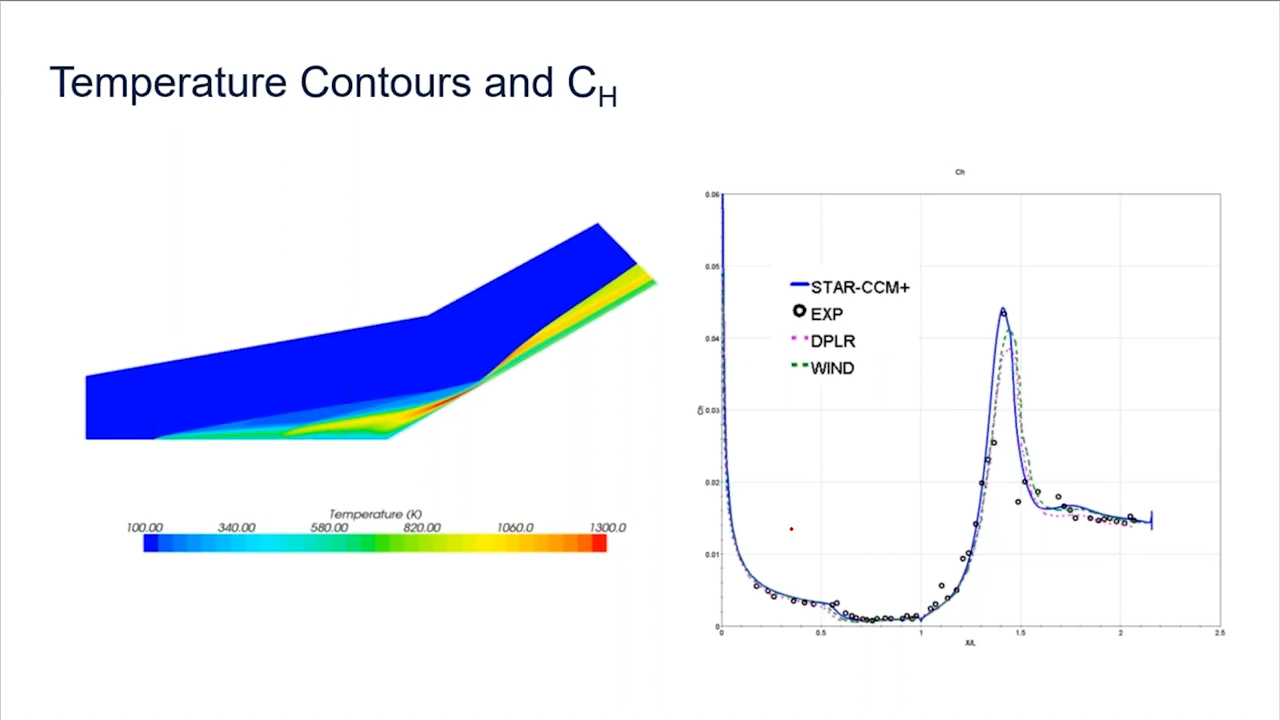 Temperature Contours and CH
Temperature (K)
100.00 340.00 580.00 820.00 1060.0 1300.0
Ch
0.06
0.05
0.04
0.03
0.02
0.01
0
Ch
STAR-CCM+
EXP
DPLR
WIND
0 0.5 1 1.5 2 2.5
X/L